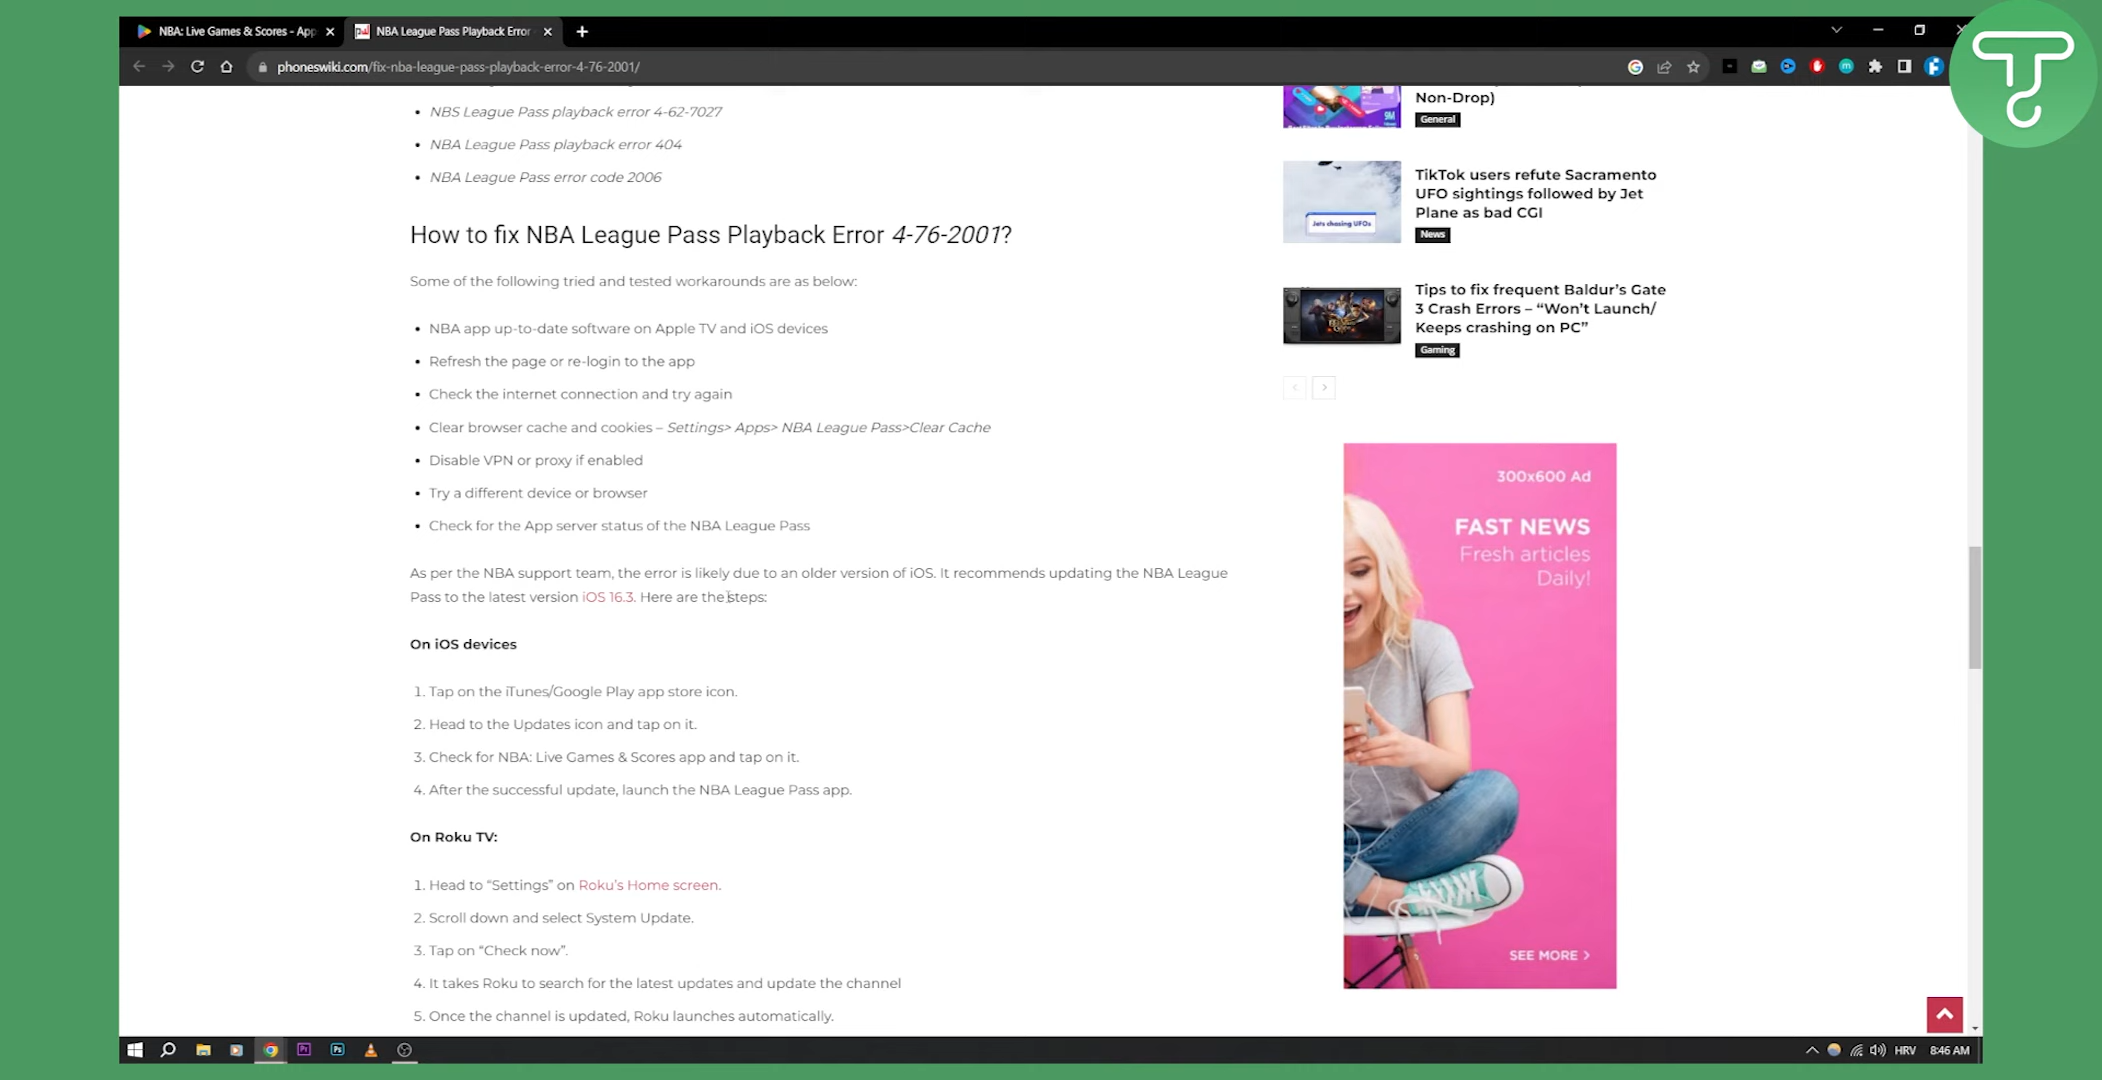 NBA: Live Games & Scores - App
NBA League Pass Playback Error
phoneswiki.com/fix-nba-league-pass-playback-error-4-76-2001/
NBS League Pass playback error 4-62-7027
NBA League Pass playback error 404
NBA League Pass error code 2006
How to fix NBA League Pass Playback Error 4-76-2001?
Some of the following tried and tested workarounds are as below:
NBA app up-to-date software on Apple TV and iOS devices
Refresh the page or re-login to the app
Check the internet connection and try again
Clear browser cache and cookies – Settings> Apps> NBA League Pass>Clear Cache
Disable VPN or proxy if enabled
Try a different device or browser
Check for the App server status of the NBA League Pass
As per the NBA support team, the error is likely due to an older version of iOS. It recommends updating the NBA League
Pass to the latest version iOS 16.3. Here are the steps:
On iOS devices
1. Tap on the iTunes/Google Play app store icon.
2. Head to the Updates icon and tap on it.
3. Check for NBA: Live Games & Scores app and tap on it.
4. After the successful update, launch the NBA League Pass app.
On Roku TV:
1. Head to “Settings” on Roku’s Home screen.
2. Scroll down and select System Update.
3. Tap on “Check now”.
4. It takes Roku to search for the latest updates and update the channel
5. Once the channel is updated, Roku launches automatically.
Non-Drop)
General
9M
Jets chasing UFOs
TikTok users refute Sacramento
UFO sightings followed by Jet
Plane as bad CGI
News
Tips to fix frequent Baldur’s Gate
3 Crash Errors – “Won’t Launch/
Keeps crashing on PC”
Gaming
300x600 Ad
FAST NEWS
Fresh articles
Daily!
SEE MORE >
Pr
Ps
HRV
8:46 AM